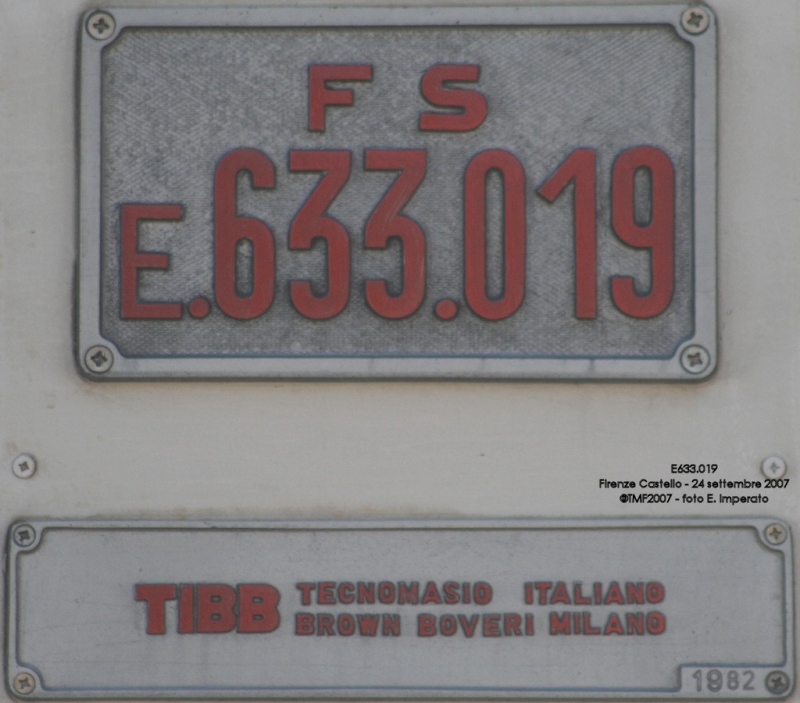 F S
E.633.019
E633.019
Firenze Castello - 24 settembre 2007
©TMF2007 - foto E. Imperato
TIBB TECNOMASIO ITALIANO
BROWN BOVERI MILANO
1982